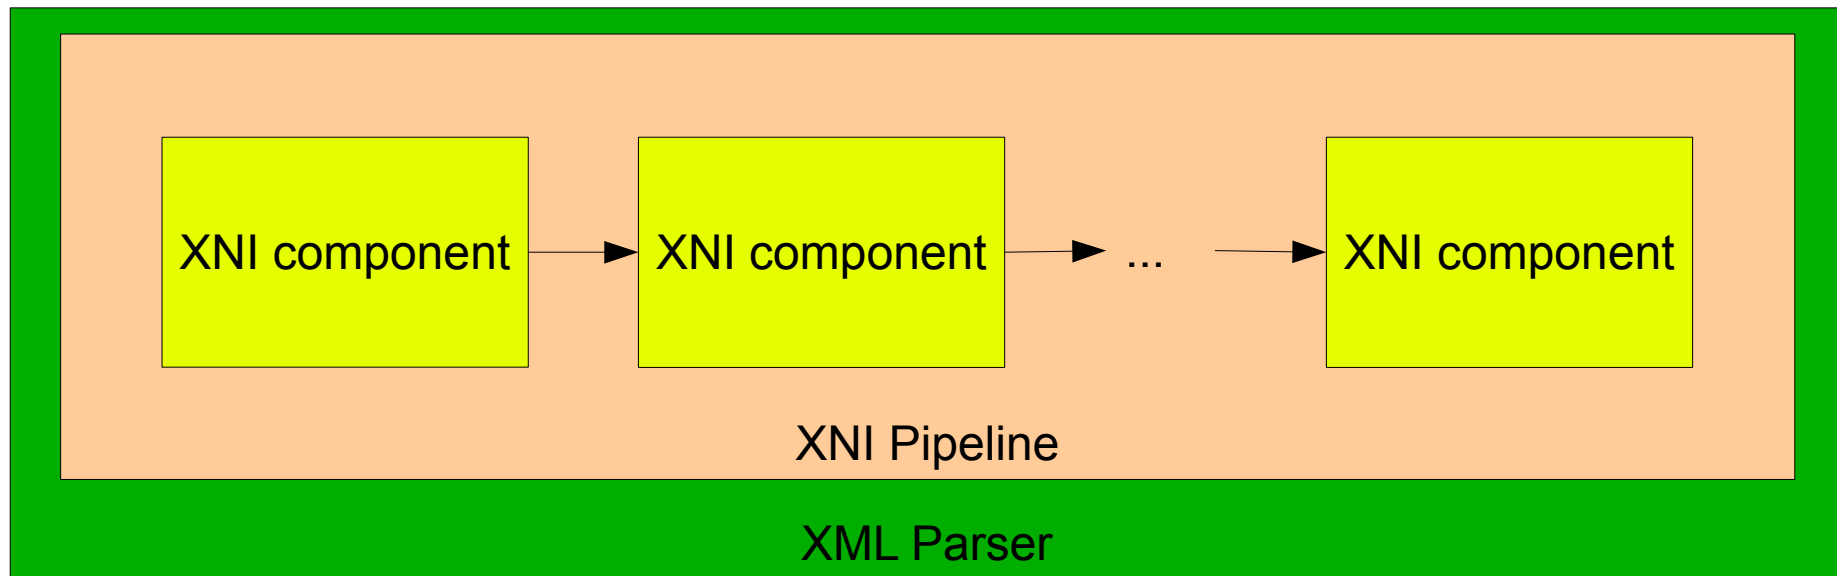 XNI component XNI component ... XNI component
XNI Pipeline
XML Parser